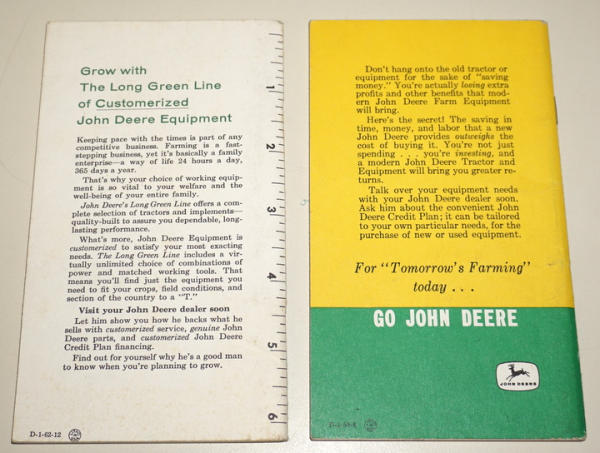 Grow with
The Long Green Line
of Customerized
John Deere Equipment
Keeping pace with the times is part of any
competitive business. Farming is a fast-
stepping business, yet it's basically a family
enterprise—a way of life 24 hours a day,
365 days a year.
That's why your choice of working equip-
ment is so vital to your welfare and the
well-being of your entire family.
John Deere's Long Green Line offers a com-
plete selection of tractors and implements—
quality-built to assure you dependable, long-
lasting performance.
What's more, John Deere Equipment is
customerized to satisfy your most exacting
needs. The Long Green Line includes a vir-
tually unlimited choice of combinations of
power and matched working tools. That
means you'll find just the equipment you
need to fit your crops, field conditions, and
section of the country to a "T."
Visit your John Deere dealer soon
Let him show you how he backs what he
sells with customized service, genuine John
Deere parts, and customized John Deere
Credit Plan financing.
Find out for yourself why he's a good man
to know when you're planning to grow.
D-1-62-12
1
2
3
4
5
6
Don't hang onto the old tractor or
equipment for the sake of "saving
money." You're actually losing extra
profits and other benefits that mod-
ern John Deere Farm Equipment
will bring.
Here's the secret! The saving in
time, money, and labor that a new
John Deere provides outweighs the
cost of buying it. You're not just
spending . . . you're investing, and
a modern John Deere Tractor and
Equipment will bring you greater re-
turns.
Talk over your equipment needs
with your John Deere dealer soon.
Ask him about the convenient John
Deere Credit Plan; it can be tailored
to your own particular needs, for the
purchase of new or used equipment.
For "Tomorrow's Farming"
today . . .
GO JOHN DEERE
JOHN DEERE